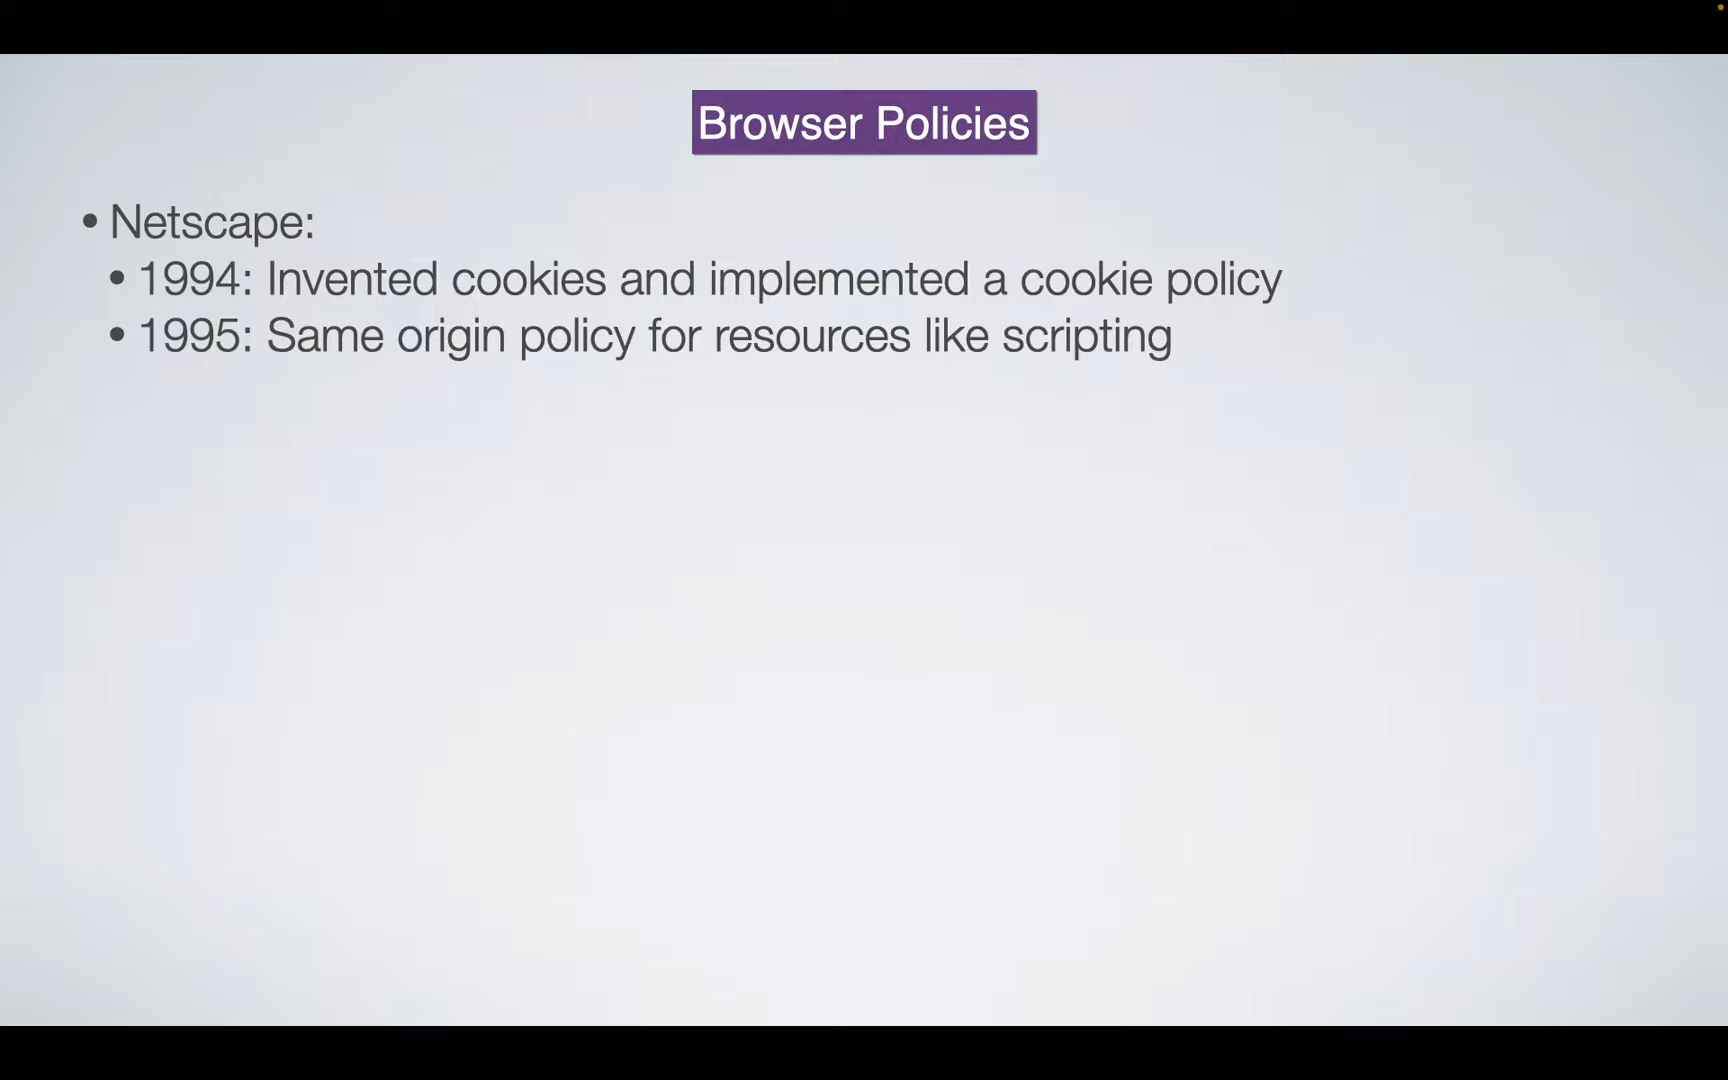 Browser Policies
• Netscape:
• 1994: Invented cookies and implemented a cookie policy
• 1995: Same origin policy for resources like scripting